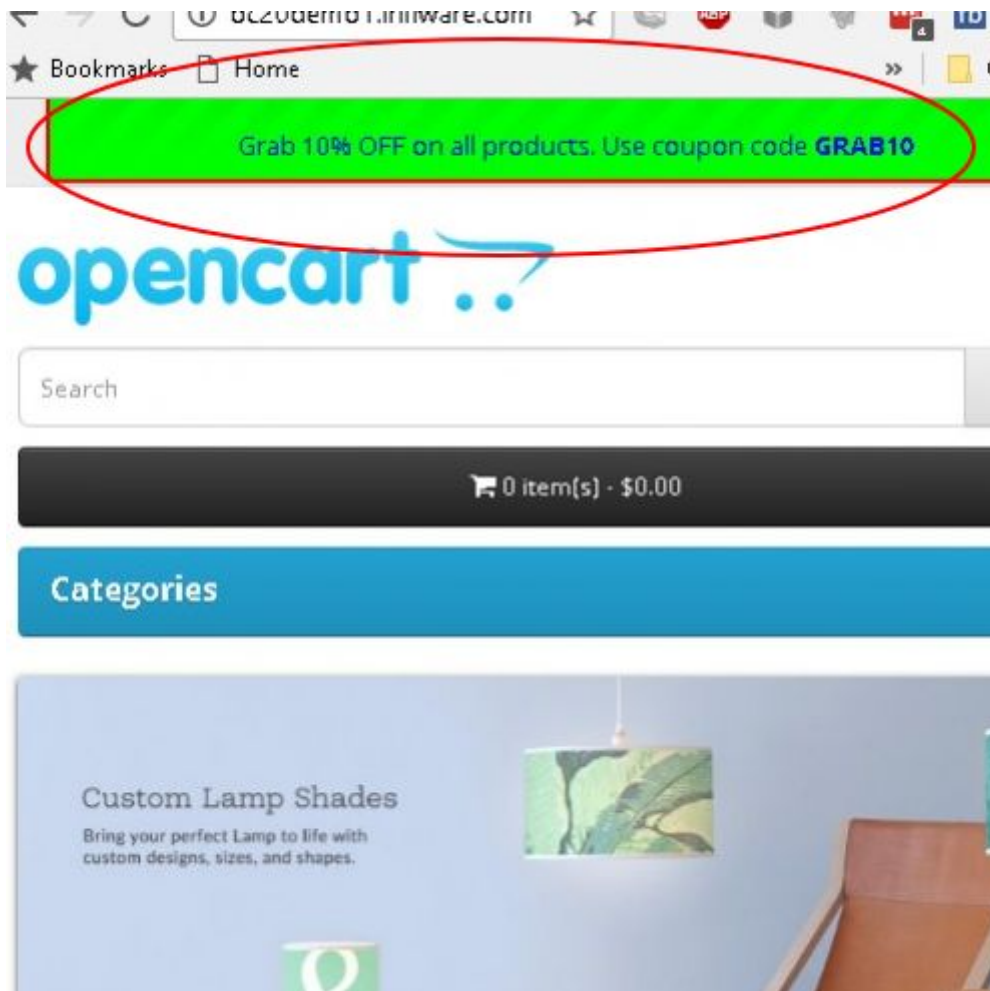 Bookmarks Home »
Grab 10% OFF on all products. Use coupon code GRAB10
opencart
Search
0 item(s) - $0.00
Categories
Custom Lamp Shades
Bring your perfect Lamp to life with
custom designs, sizes, and shapes.